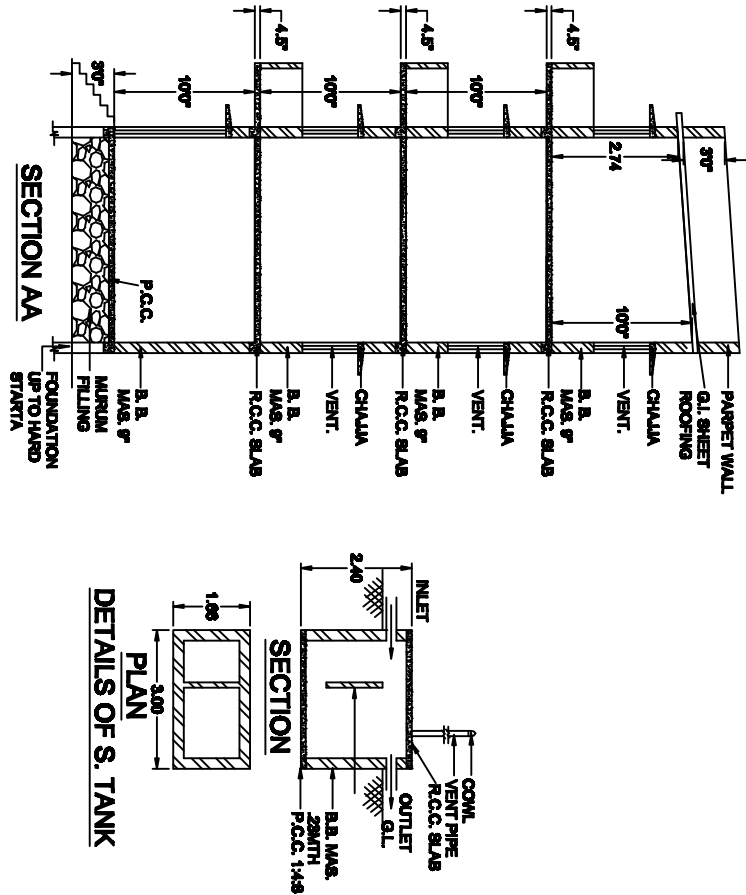 3'0"
2.74
10'0"
PARPET WALL
G.I. SHEET
ROOFING
CHAJJA
VENT.
B. B.
MAS. 9"
R.C.C. SLAB
4.5"
10'0"
CHAJJA
VENT.
B. B.
MAS. 9"
R.C.C. SLAB
4.5"
10'0"
CHAJJA
VENT.
B. B.
MAS. 9"
R.C.C. SLAB
4.5"
10'0"
B. B.
MAS. 9"
P.C.C.
3'0"
MURUM
FILLING
FOUNDATION
UP TO HARD
STARTA
SECTION AA
COWL
VENT PIPE
R.C.C. SLAB
INLET
OUTLET
G.L.
2.40
B.B. MAS.
.23MTH
P.C.C. 1:4:8
SECTION
1.66
3.00
PLAN
DETAILS OF S. TANK